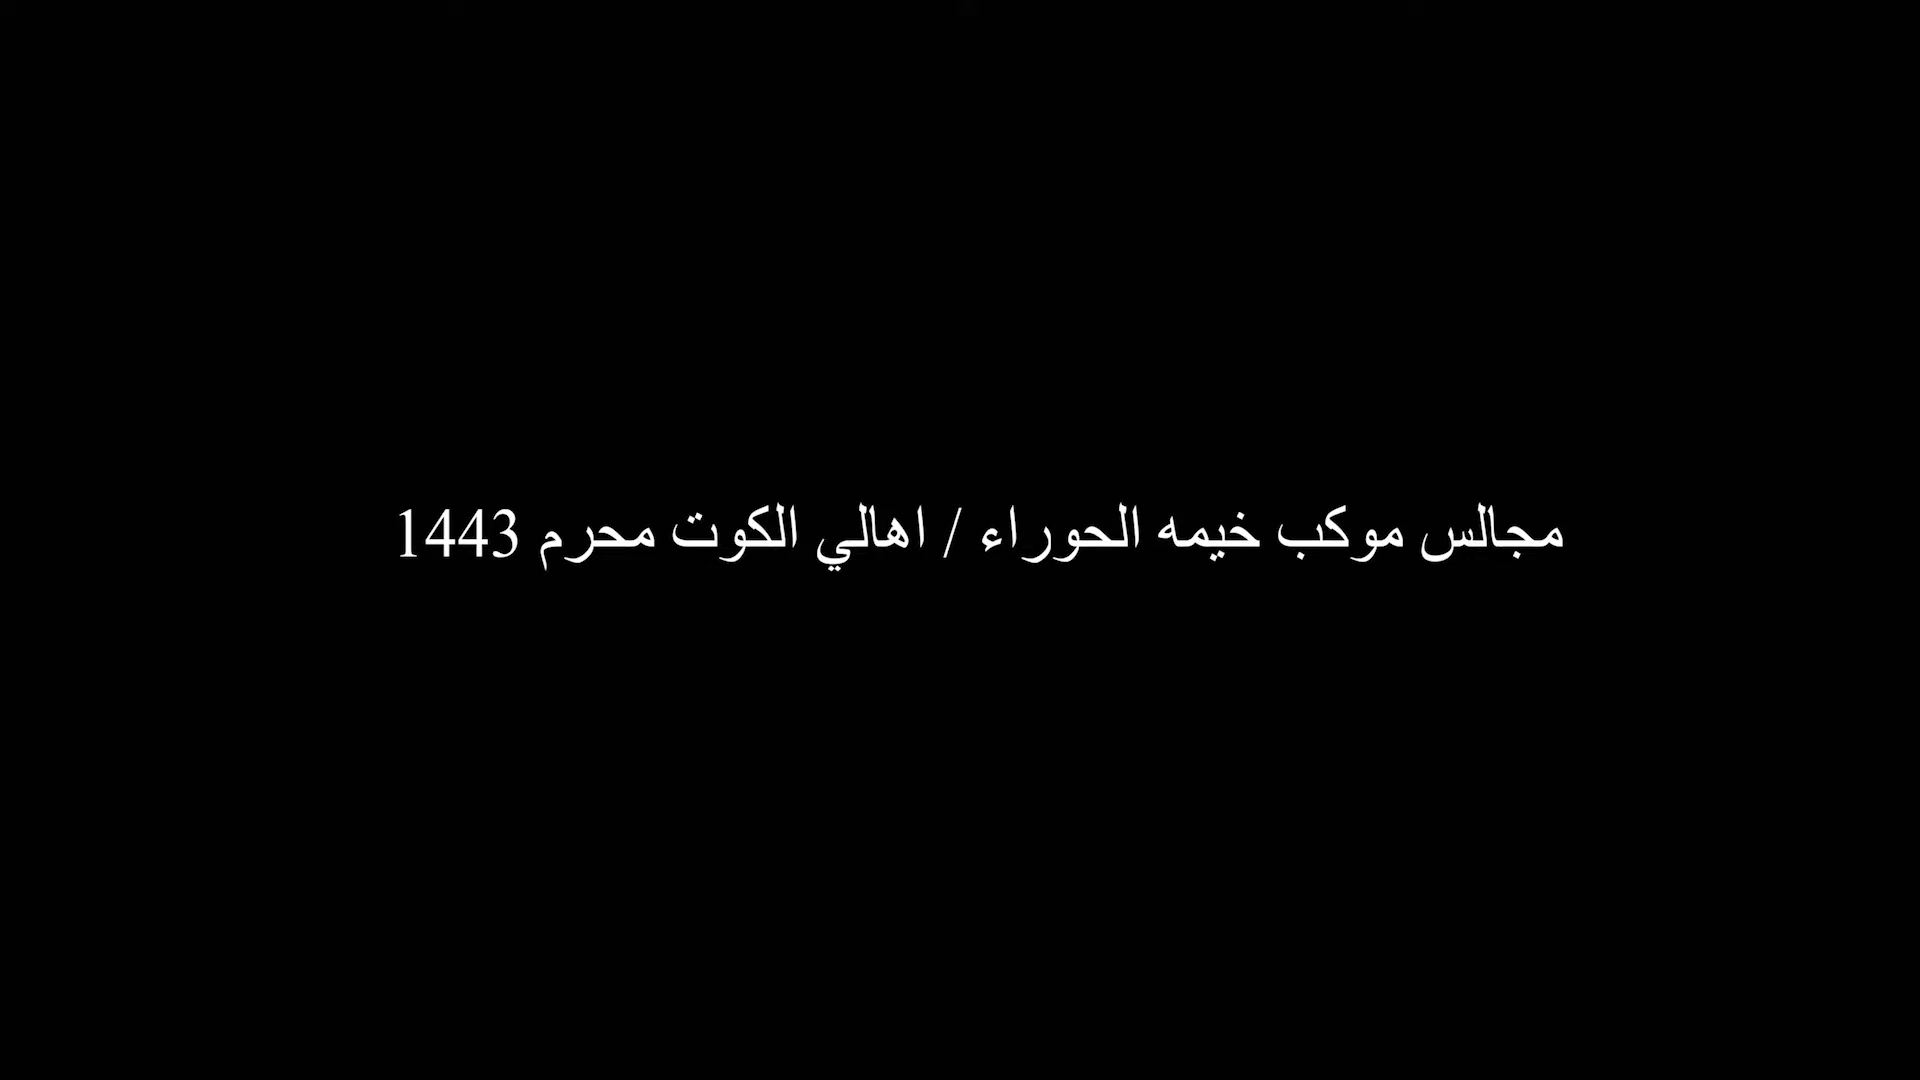 مجالس موكب خيمه الحوراء / اهالي الكوت محرم 1443